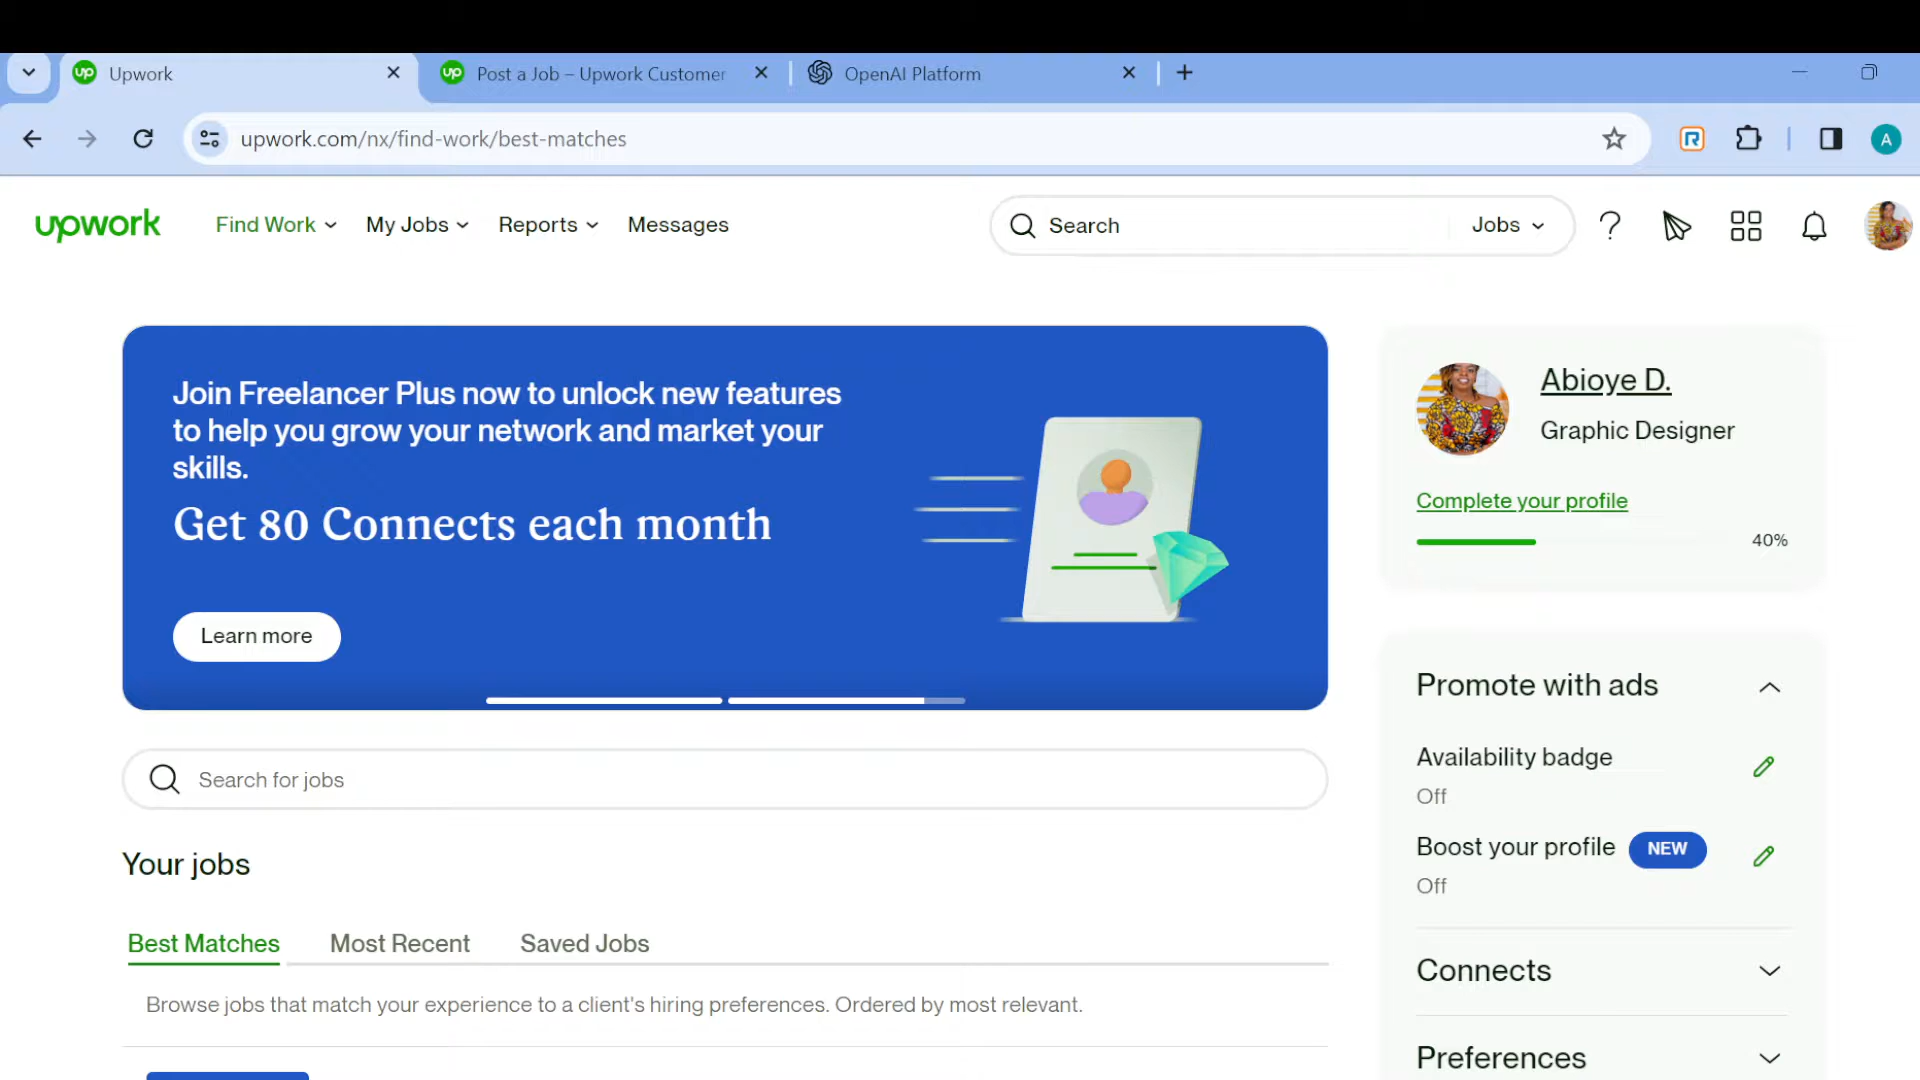 Upwork
Post a Job – Upwork Customer
OpenAI Platform
upwork.com/nx/find-work/best-matches
A
upwork
Find Work
My Jobs
Reports
Messages
Search
Jobs
Join Freelancer Plus now to unlock new features
to help you grow your network and market your
skills.
Get 80 Connects each month
Learn more
Abioye D.
Graphic Designer
Complete your profile
40%
Promote with ads
Availability badge
Off
Boost your profile NEW
Off
Connects
Preferences
Search for jobs
Your jobs
Best Matches
Most Recent
Saved Jobs
Browse jobs that match your experience to a client's hiring preferences. Ordered by most relevant.